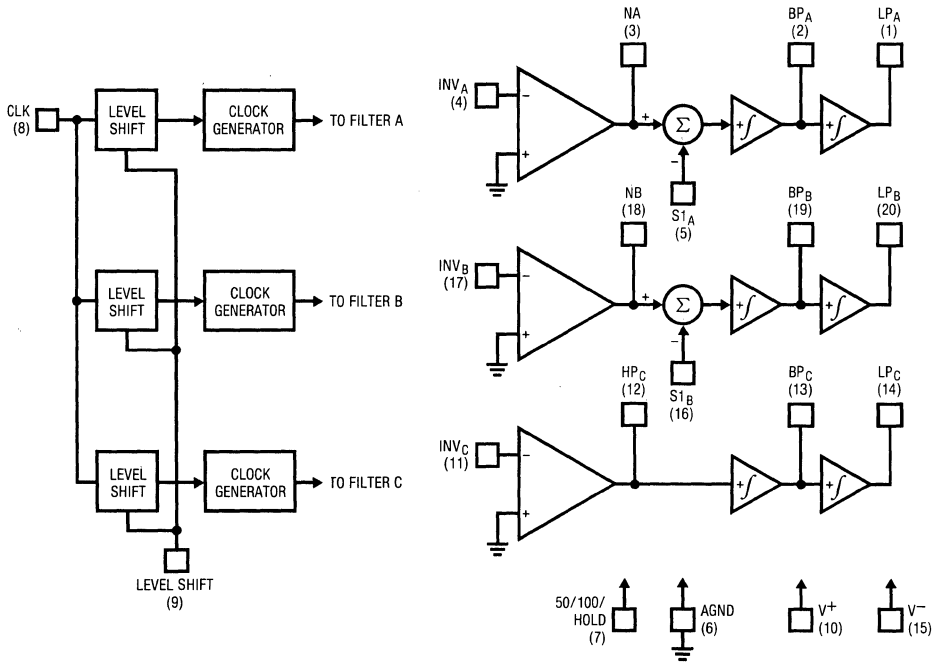 CLK
(8)
LEVEL
SHIFT
CLOCK
GENERATOR
TO FILTER A
LEVEL
SHIFT
CLOCK
GENERATOR
TO FILTER B
LEVEL
SHIFT
CLOCK
GENERATOR
TO FILTER C
LEVEL SHIFT
(9)
NA
(3)
BPA
(2)
LPA
(1)
INVA
(4)
−
+
+
Σ
−
+∫
+∫
S1A
(5)
NB
(18)
BPB
(19)
LPB
(20)
INVB
(17)
−
+
+
Σ
−
+∫
+∫
S1B
(16)
HPC
(12)
BPC
(13)
LPC
(14)
INVC
(11)
−
+
+∫
+∫
50/100/
HOLD
(7)
AGND
(6)
V+
(10)
V−
(15)